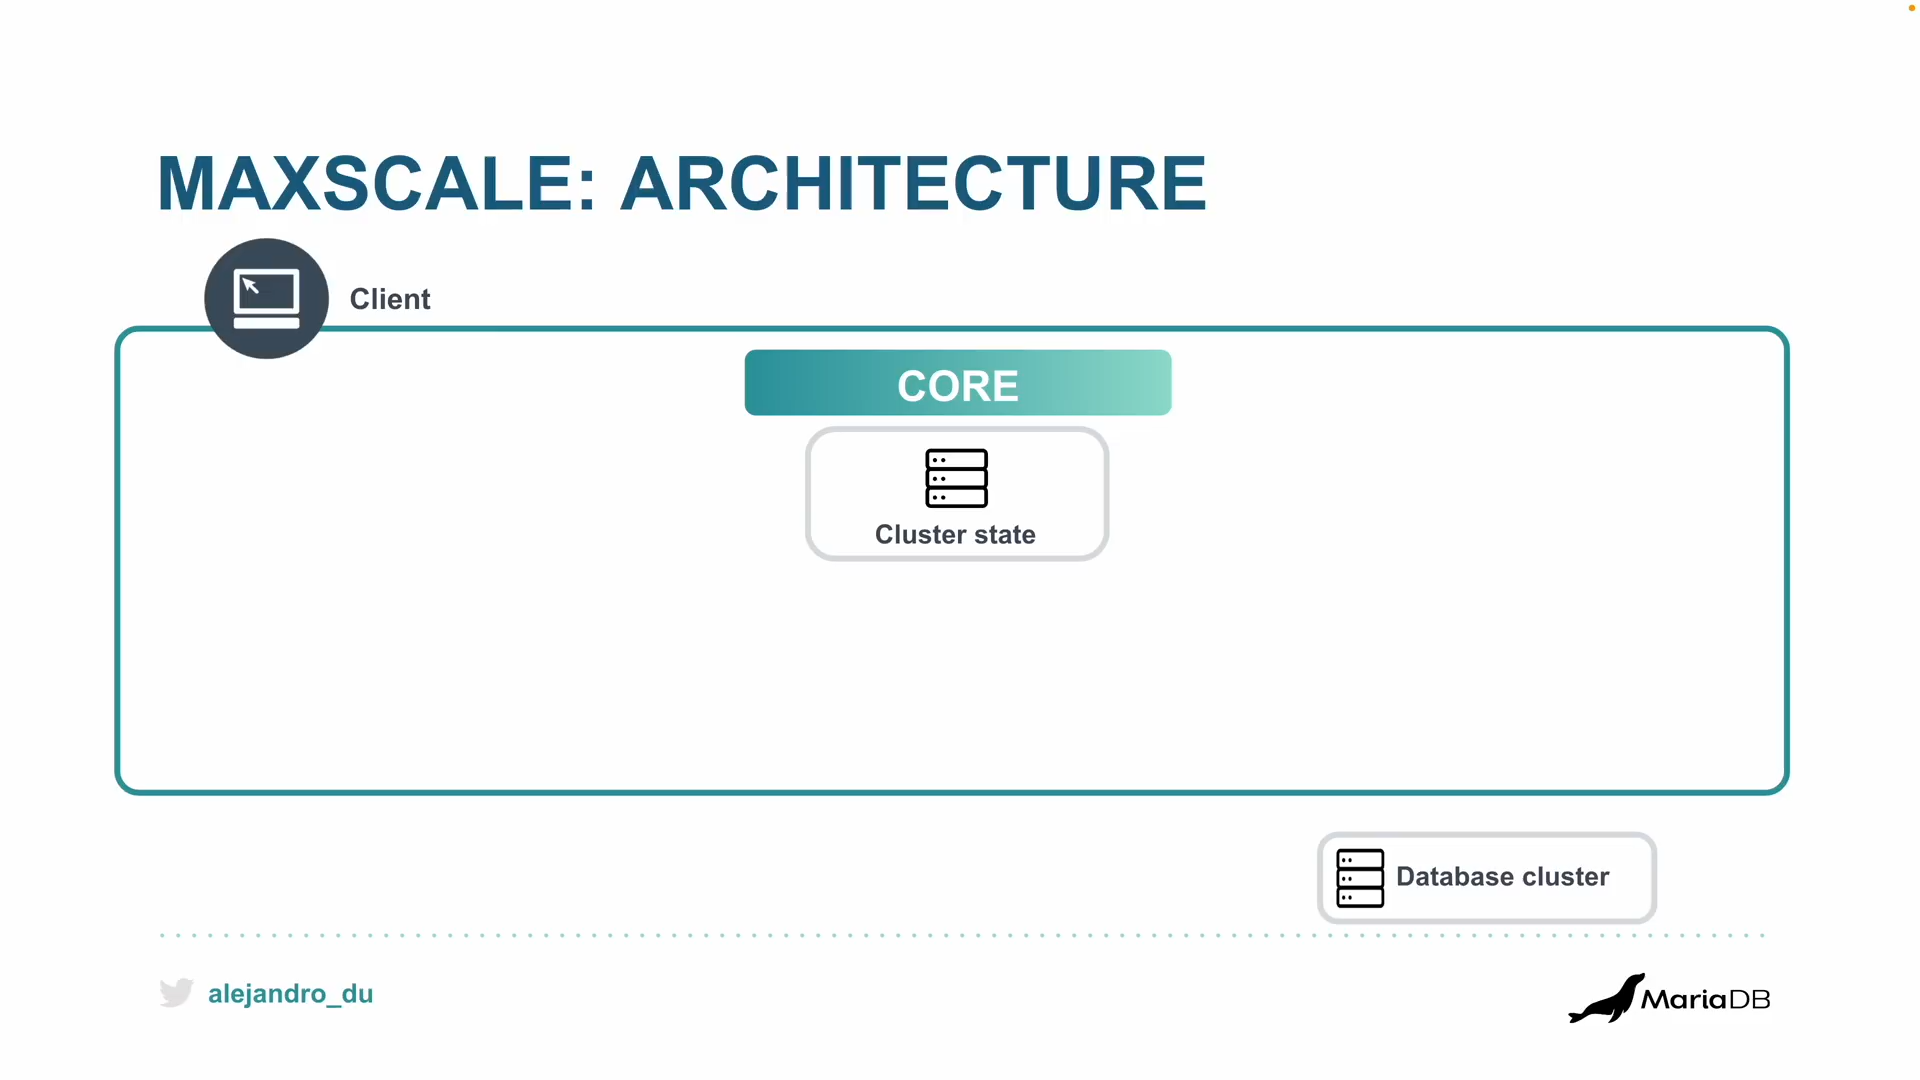 MAXSCALE: ARCHITECTURE
Client
CORE
Cluster state
Database cluster
alejandro_du
MariaDB